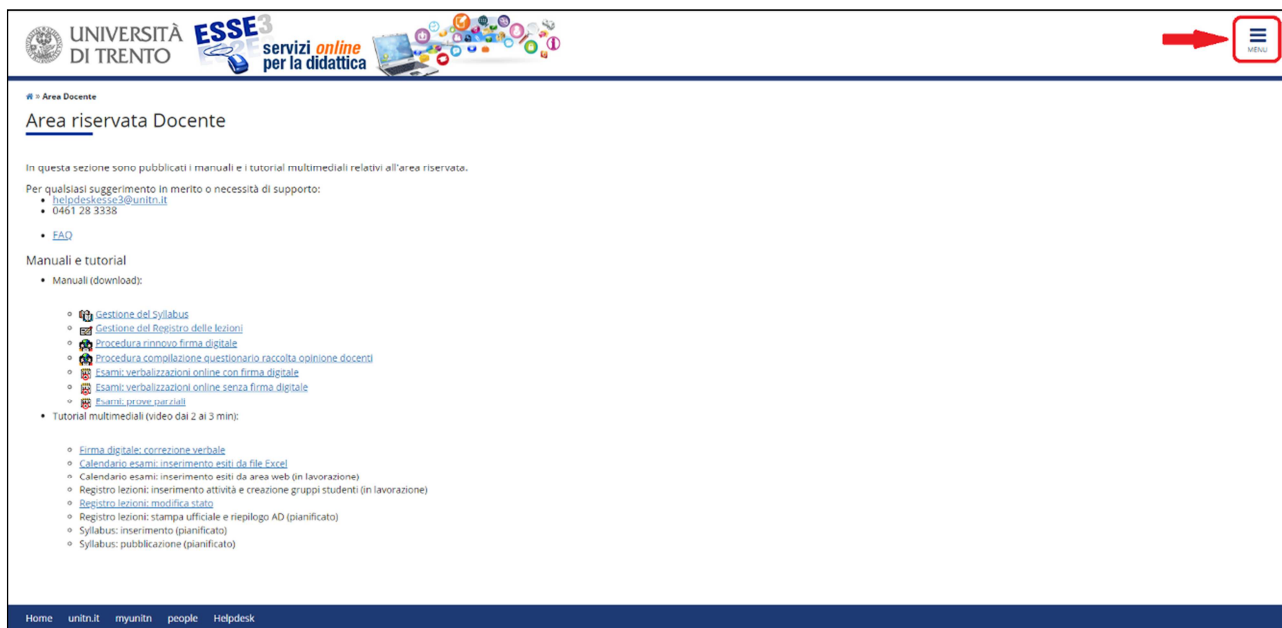 UNIVERSITÀ
DI TRENTO
ESSE3
servizi online
per la didattica
MENU
» Area Docente
Area riservata Docente
In questa sezione sono pubblicati i manuali e i tutorial multimediali relativi all'area riservata.
Per qualsiasi suggerimento in merito o necessità di supporto:
• helpdeskesse3@unitn.it
• 0461 28 3338
• FAQ
Manuali e tutorial
• Manuali (download):
Gestione del Syllabus
Gestione del Registro delle lezioni
Procedura rinnovo firma digitale
Procedura compilazione questionario raccolta opinione docenti
Esami: verbalizzazioni online con firma digitale
Esami: verbalizzazioni online senza firma digitale
Esami: prove parziali
• Tutorial multimediali (video dai 2 ai 3 min):
Firma digitale: correzione verbale
Calendario esami: inserimento esiti da file Excel
Calendario esami: inserimento esiti da area web (in lavorazione)
Registro lezioni: inserimento attività e creazione gruppi studenti (in lavorazione)
Registro lezioni: modifica stato
Registro lezioni: stampa ufficiale e riepilogo AD (pianificato)
Syllabus: inserimento (pianificato)
Syllabus: pubblicazione (pianificato)
Home unitn.it myunitn people Helpdesk